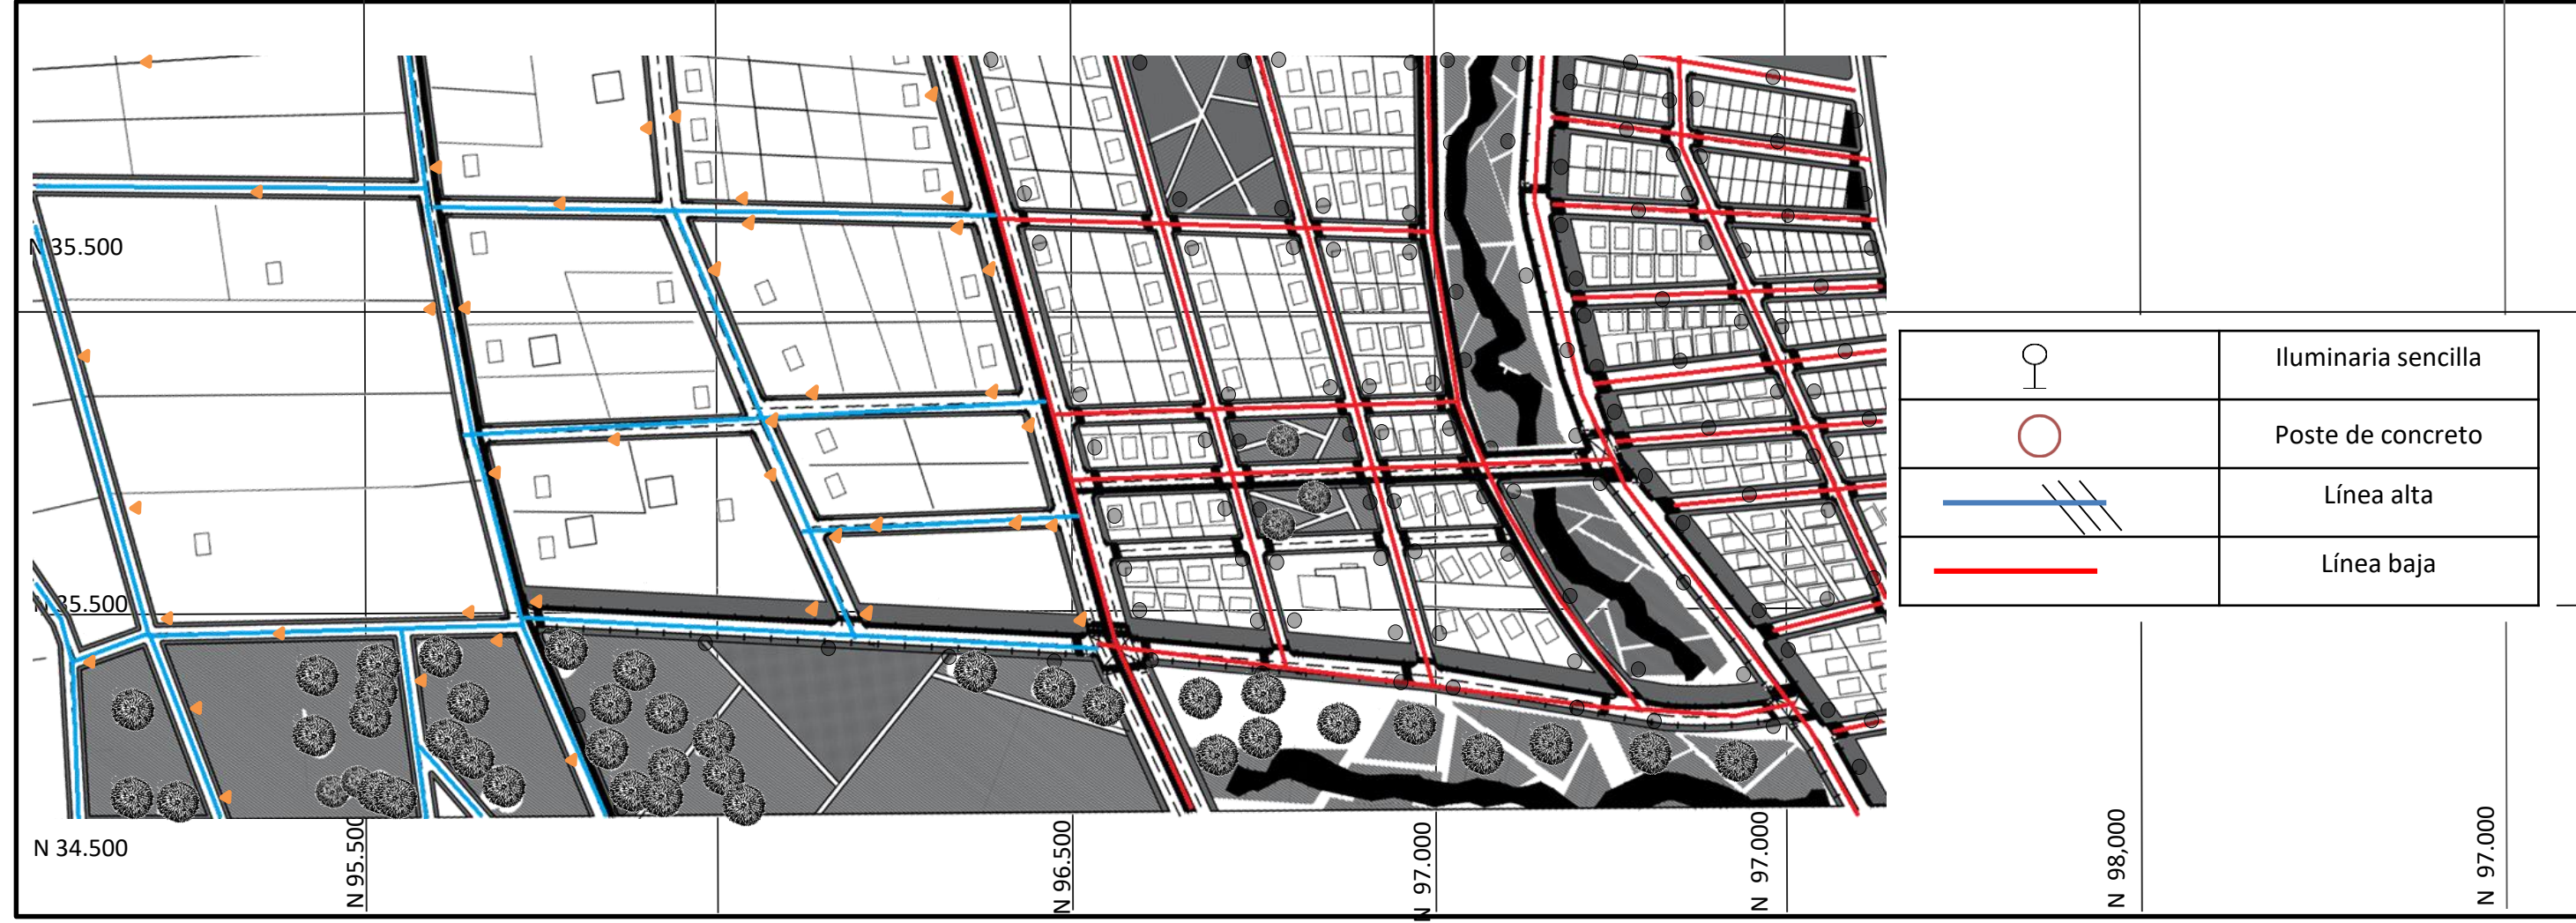 N 35.500
Iluminaria sencilla
Poste de concreto
Línea alta
Línea baja
N 35.500
N 34.500
N 95.500
N 96.500
N 97.000
N 97.000
N 98,000
N 97.000